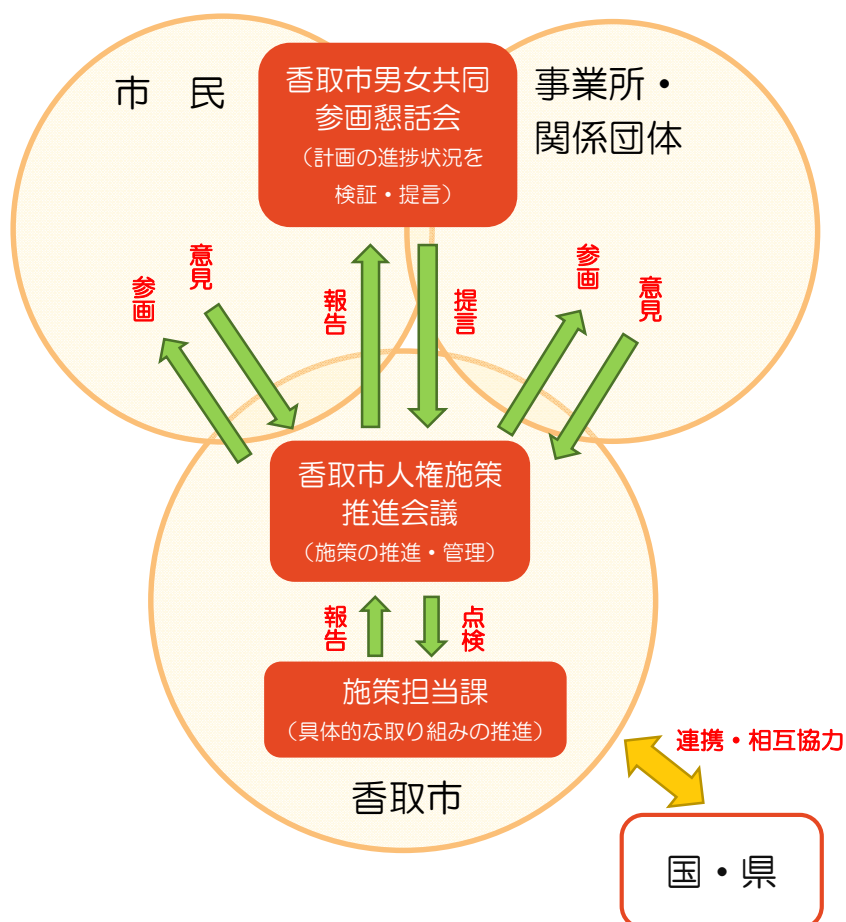 市　民
香取市男女共同
参画懇話会
（計画の進捗状況を
検証・提言）
事業所・
関係団体
参画
意見
報告
提言
参画
意見
香取市人権施策
推進会議
（施策の推進・管理）
報告
点検
施策担当課
（具体的な取り組みの推進）
香取市
連携・相互協力
国・県